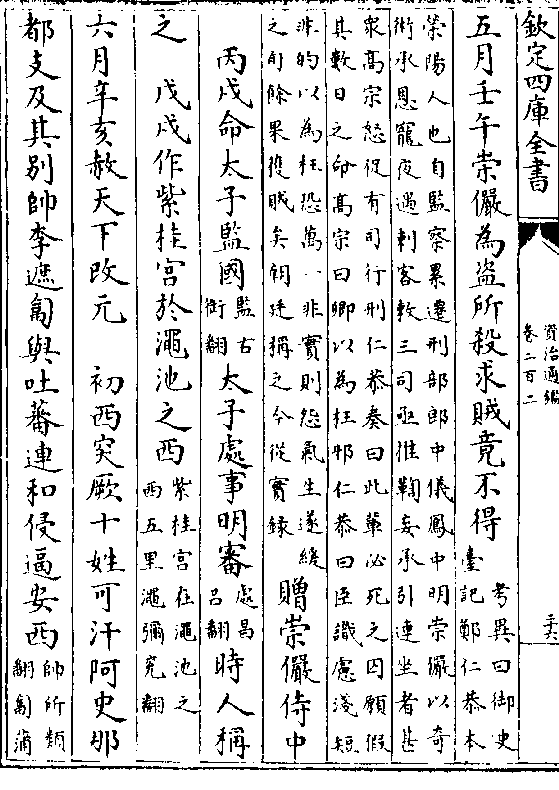 欽定四庫全書
資治通鑑
卷二百二
三六
五月壬午崇儼為盜所殺求賊竟不得
考異曰御史
臺記鄭仁恭本
滎陽人也自監察累遷刑部郎中儀鳳中明崇儼以奇
術承恩寵夜遇刺客敕三司亟推鞠妄承引連坐者甚
衆高宗怒促有司行刑仁恭奏曰此輩必死之囚願假
其數日之命高宗曰卿以為枉邪仁恭曰臣識慮淺短
非的以為枉恐萬一非實則怨氣生遂緩
之旬餘果獲賊矣朝廷稱之今從實録
贈崇儼侍中
丙戌命太子監國
監古
銜翻
太子處事明審
處昌
呂翻
時人稱
之　戊戌作紫桂宫於澠池之西
紫桂宫在澠池之
西五里澠彌兖翻
六月辛亥赦天下改元　初西突厥十姓可汗阿史那
都支及其别帥李遮匐與吐蕃連和侵逼安西
帥所類
翻匐蒲